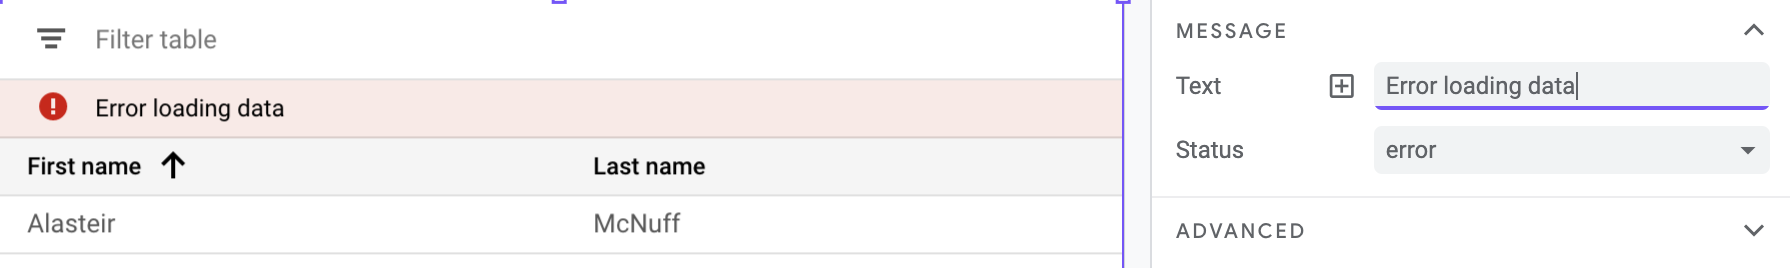 Filter table
Error loading data
First name Last name
Alasteir McNuff
MESSAGE
Text Error loading data
Status error
ADVANCED